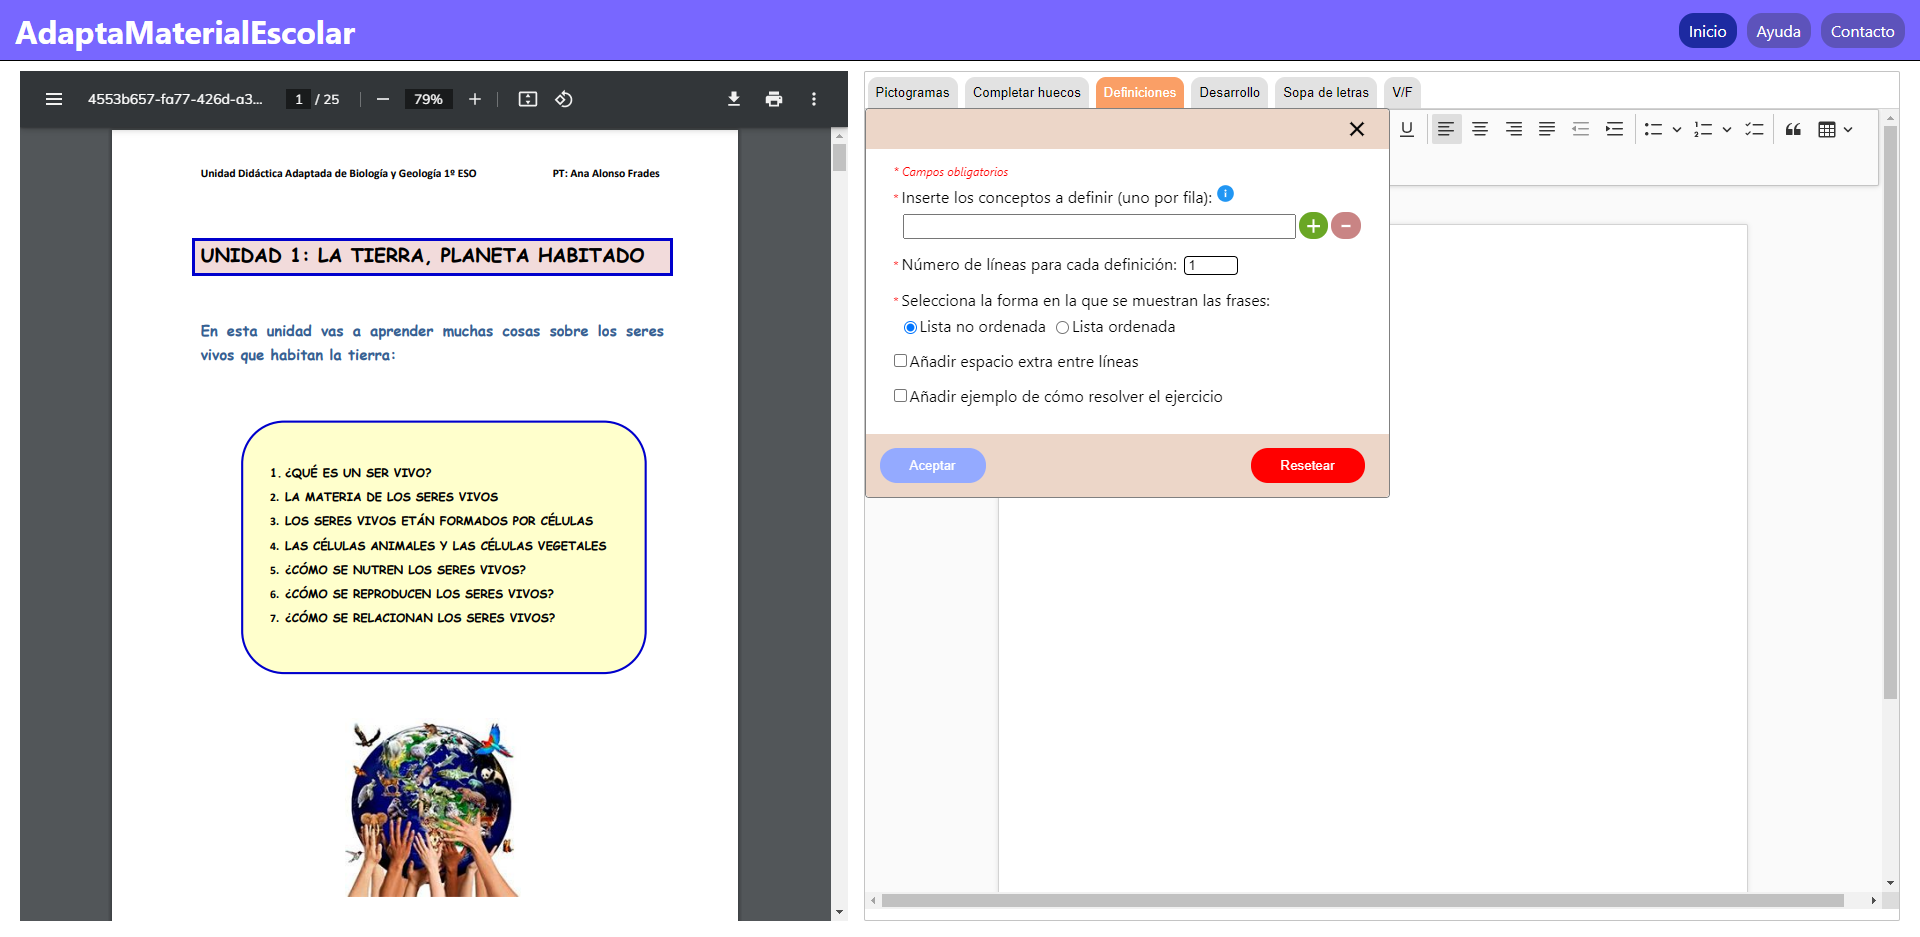 AdaptaMaterialEscolar
Inicio
Ayuda
Contacto
4553b657-fa77-426d-a3...
1 / 25
79%
Unidad Didáctica Adaptada de Biología y Geología 1º ESO
PT: Ana Alonso Frades
UNIDAD 1: LA TIERRA, PLANETA HABITADO
En esta unidad vas a aprender muchas cosas sobre los seres
vivos que habitan la tierra:
1. ¿QUÉ ES UN SER VIVO?
2. LA MATERIA DE LOS SERES VIVOS
3. LOS SERES VIVOS ETÁN FORMADOS POR CÉLULAS
4. LAS CÉLULAS ANIMALES Y LAS CÉLULAS VEGETALES
5. ¿CÓMO SE NUTREN LOS SERES VIVOS?
6. ¿CÓMO SE REPRODUCEN LOS SERES VIVOS?
7. ¿CÓMO SE RELACIONAN LOS SERES VIVOS?
Pictogramas
Completar huecos
Definiciones
Desarrollo
Sopa de letras
V/F
* Campos obligatorios
* Inserte los conceptos a definir (uno por fila):
* Número de líneas para cada definición: 1
* Selecciona la forma en la que se muestran las frases:
Lista no ordenada
Lista ordenada
Añadir espacio extra entre líneas
Añadir ejemplo de cómo resolver el ejercicio
Aceptar
Resetear